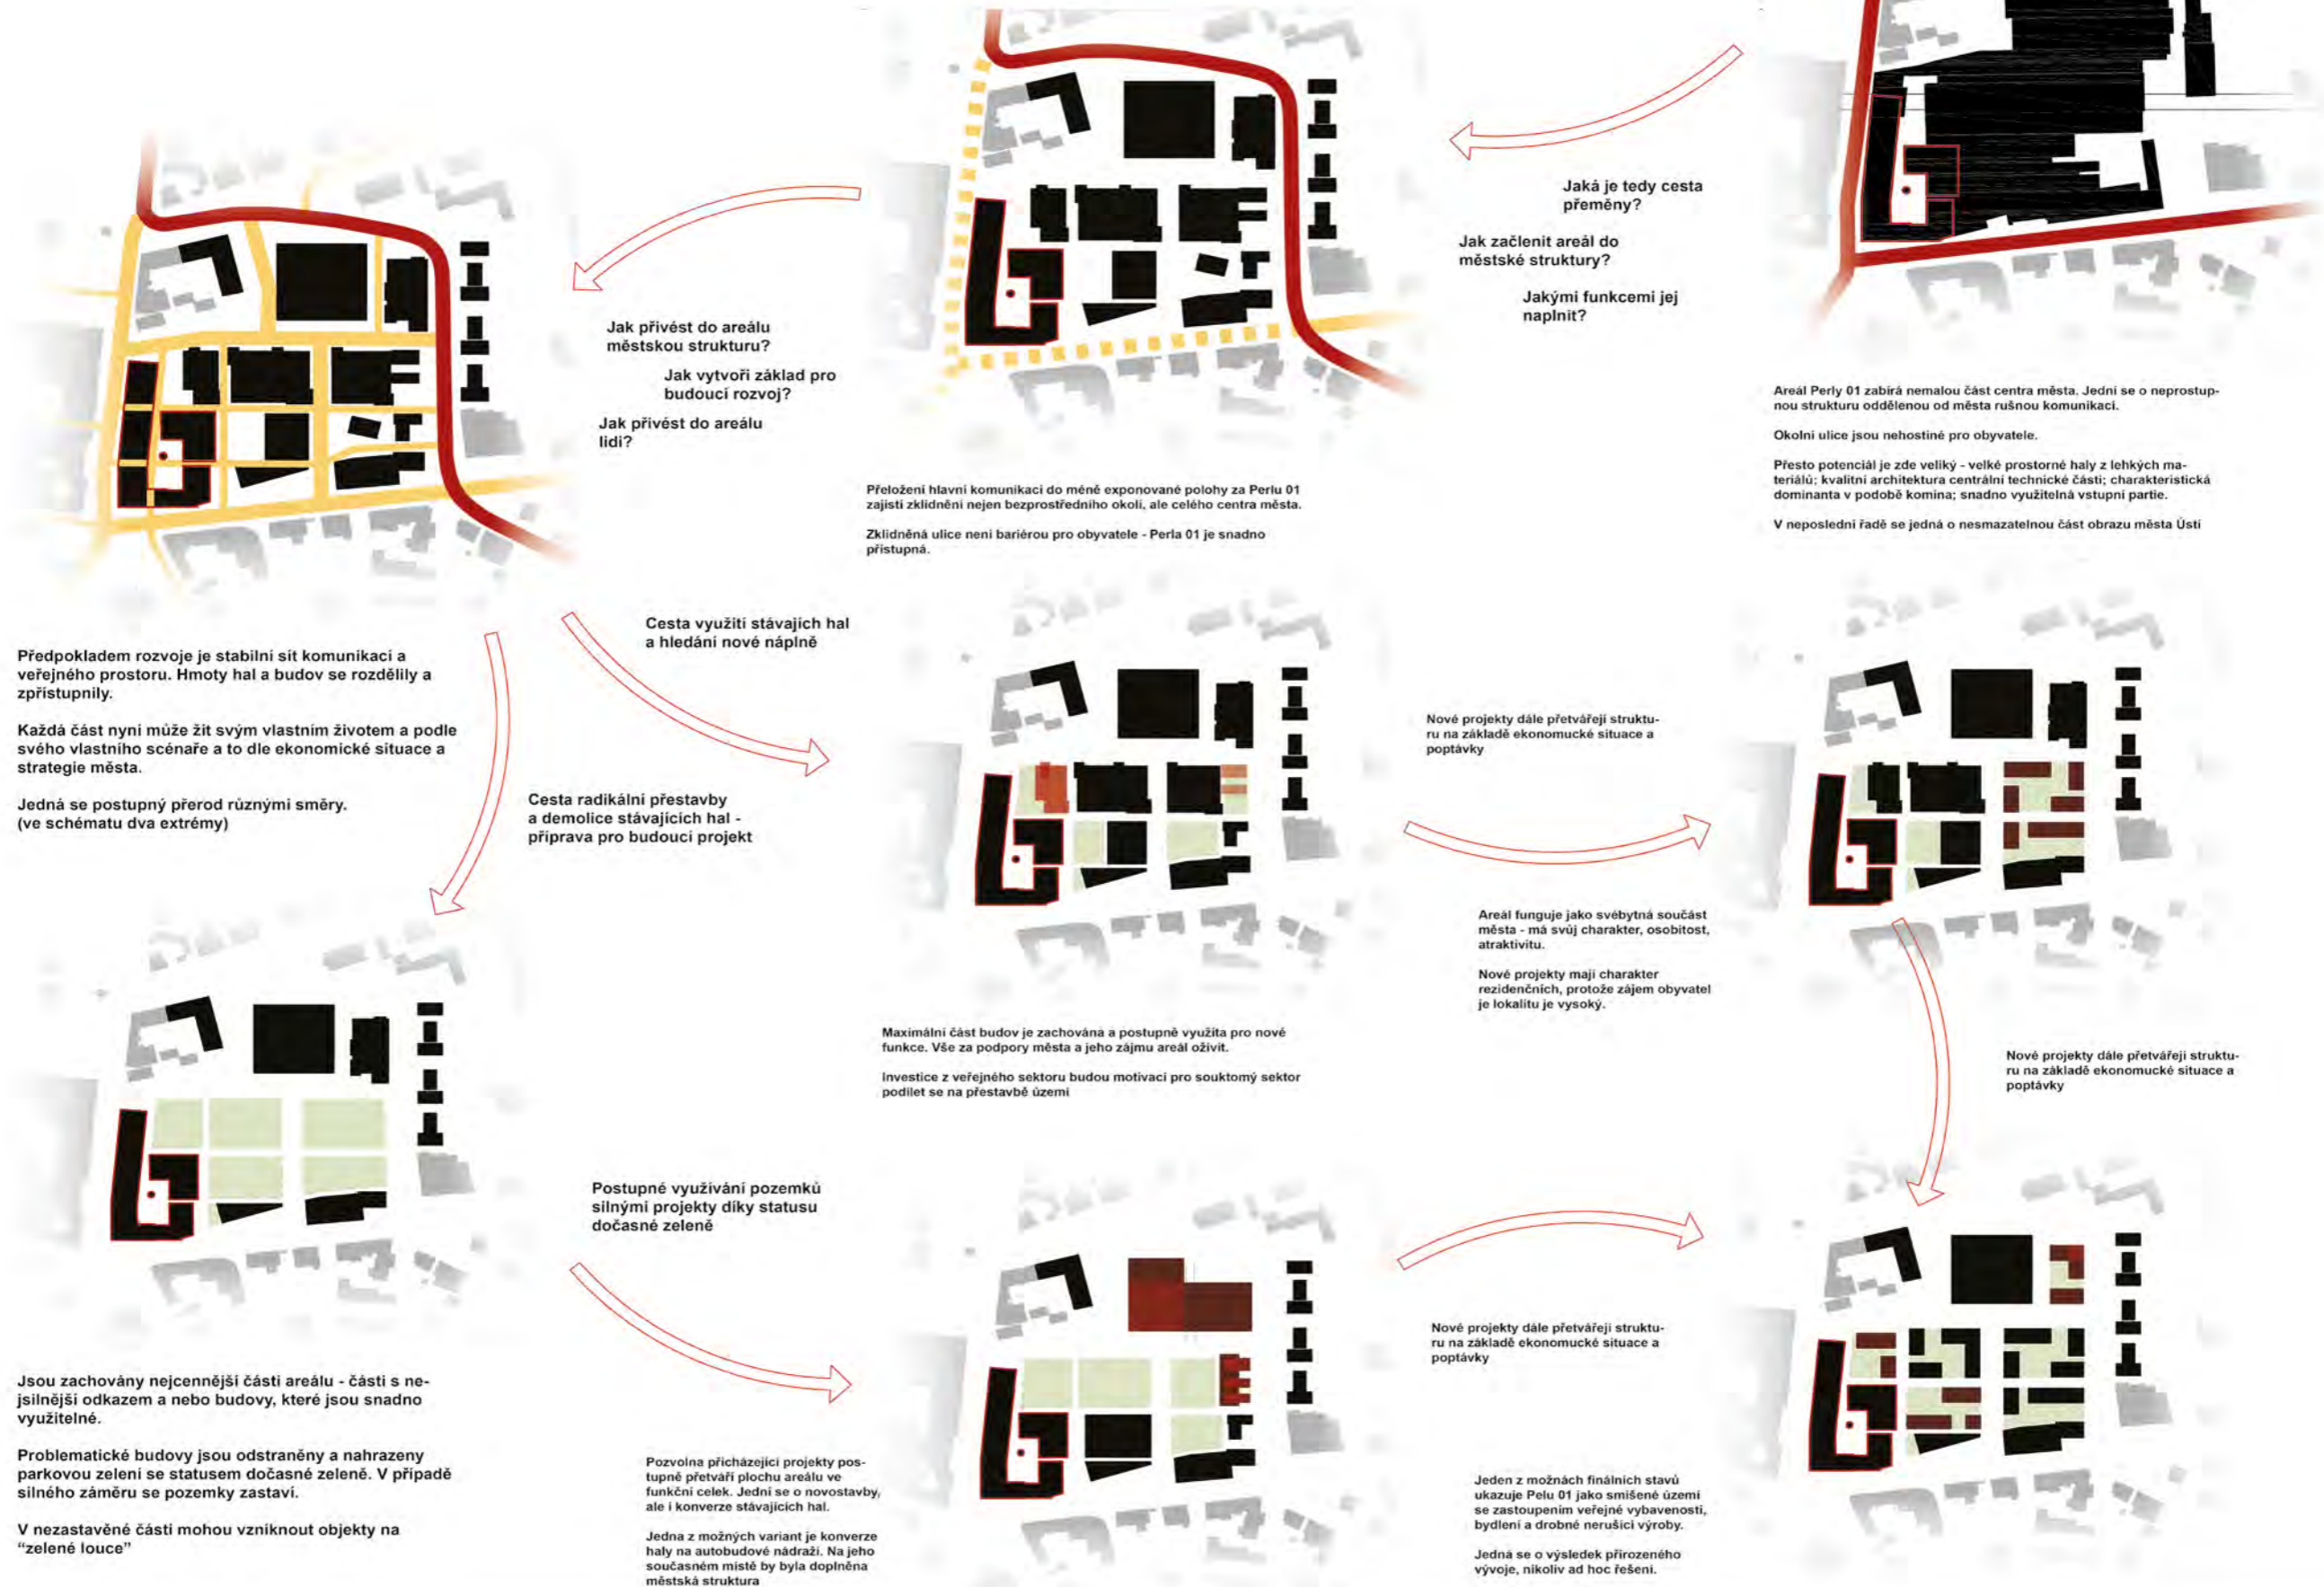 Jaká je tedy cesta
přeměny?
Jak začlenit areál do
městské struktury?
Jakými funkcemi jej
naplnit?
Areál Perly 01 zabírá nemalou část centra města. Jedni se o neprostup-
nou strukturu oddělenou od města rušnou komunikací.
Okolní ulice jsou nehostiné pro obyvatele.
Přesto potenciál je zde veliký - velké prostorné haly z lehkých ma-
teriálů; kvalitní architektura centrální technické části; charakteristická
dominanta v podobě komína; snadno využitelná vstupní partie.
V neposlední řadě se jedná o nesmazatelnou část obrazu města Ústí
Jak přivést do areálu
městskou strukturu?
Jak vytvoři základ pro
budoucí rozvoj?
Jak přivést do areálu
lidi?
Přeložení hlavní komunikací do méně exponované polohy za Perlu 01
zajistí zklidnění nejen bezprostředního okolí, ale celého centra města.
Zklidněná ulice není bariérou pro obyvatele - Perla 01 je snadno
přístupná.
Předpokladem rozvoje je stabilní sít komunikací a
veřejného prostoru. Hmoty hal a budov se rozdělily a
zpřístupnily.
Každá část nyní může žít svým vlastním životem a podle
svého vlastního scénaře a to dle ekonomické situace a
strategie města.
Jedná se postupný přerod různými směry.
(ve schématu dva extrémy)
Cesta využití stávajích hal
a hledání nové náplně
Cesta radikální přestavby
a demolice stávajících hal -
příprava pro budoucí projekt
Nové projekty dále přetvářejí struktu-
ru na základě ekonomucké situace a
poptávky
Areál funguje jako svébytná součást
města - má svůj charakter, osobitost,
atraktivitu.
Nové projekty mají charakter
rezidenčních, protože zájem obyvatel
je lokalitu je vysoký.
Maximální část budov je zachována a postupně využita pro nové
funkce. Vše za podpory města a jeho zájmu areál oživit.
Investice z veřejného sektoru budou motivací pro souktomý sektor
podílet se na přestavbě území
Nové projekty dále přetvářejí struktu-
ru na základě ekonomucké situace a
poptávky
Postupné využívání pozemků
silnými projekty díky statusu
dočasné zeleně
Jsou zachovány nejcennější části areálu - části s ne-
jsilnější odkazem a nebo budovy, které jsou snadno
využitelné.
Problematické budovy jsou odstraněny a nahrazeny
parkovou zelení se statusem dočasné zeleně. V případě
silného záměru se pozemky zastaví.
V nezastavěné části mohou vzniknout objekty na
"zelené louce"
Pozvolna přicházející projekty pos-
tupně přetváří plochu areálu ve
funkční celek. Jední se o novostavby,
ale i konverze stávajících hal.
Jedna z možných variant je konverze
haly na autobudové nádraží. Na jeho
současném místě by byla doplněna
městská struktura
Nové projekty dále přetvářejí struktu-
ru na základě ekonomucké situace a
poptávky
Jeden z možnách finálních stavů
ukazuje Pelu 01 jako smíšené území
se zastoupením veřejné vybavenosti,
bydlení a drobné nerušící výroby.
Jedná se o výsledek přirozeného
vývoje, nikoliv ad hoc řešení.